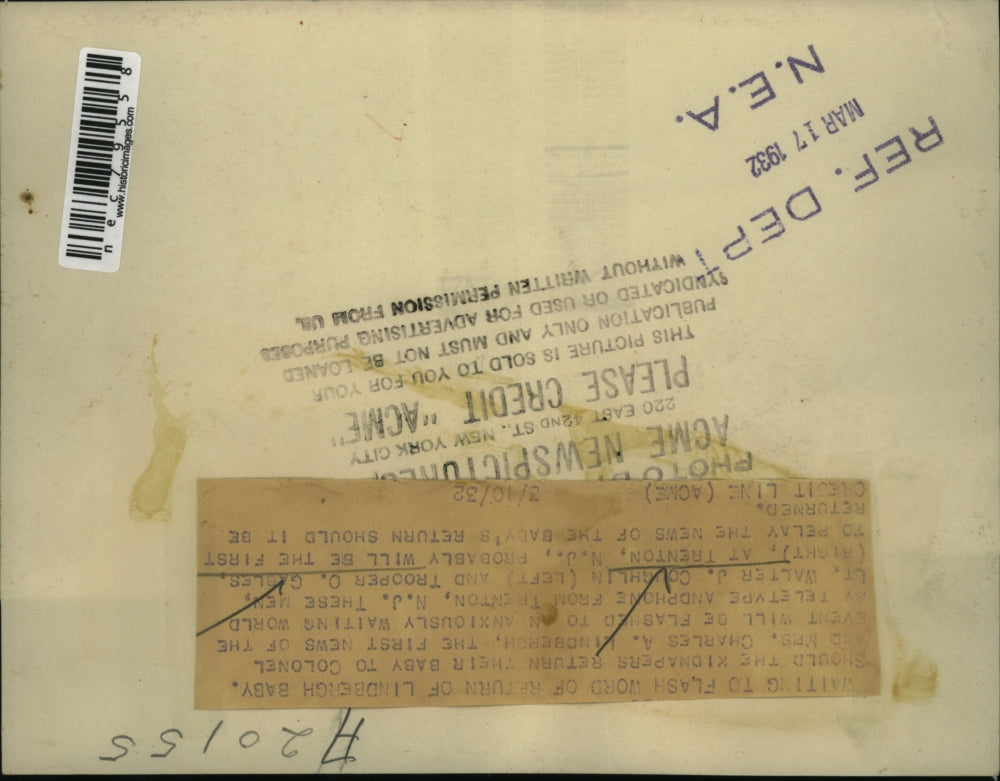 A20155
WAITING TO FLASH WORD OF RETURN OF LINDBERGH BABY.
SHOULD THE KIDNAPERS RETURN THEIR BABY TO COLONEL
AND MRS, CHARLES A. LINDBERGH, THE FIRST NEWS OF THE
EVENT WILL BE FLASHED TO AN ANXIOUSLY WAITING WORLD
BY TELETYPE ANDPHONE FROM TRENTON, N.J. THESE MEN,
LT. WALTER J. COUGHLIN (LEFT) AND TROOPER O. GABLES,
(RIGHT), AT TRENTON, N.J., PROBABLY WILL BE THE FIRST
TO RELAY THE NEWS OF THE BABY'S RETURN SHOULD IT BE
RETURNED.
CREDIT LINE (ACME) 3/10/32
PHOTO BY
ACME NEWSPICTURES
220 EAST 42ND ST., NEW YORK CITY
PLEASE CREDIT "ACME"
THIS PICTURE IS SOLD TO YOU FOR YOUR
PUBLICATION ONLY AND MUST NOT BE LOANED
SYNDICATED OR USED FOR ADVERTISING PURPOSES
WITHOUT WRITTEN PERMISSION FROM US.
REF. DEPT
MAR 17 1932
N.E.A.
www.historicimages.com
nec79558